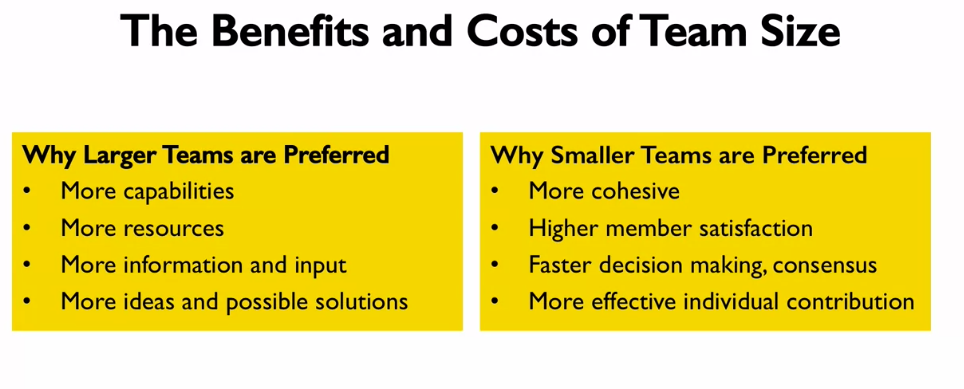 The Benefits and Costs of Team Size
Why Larger Teams are Preferred
• More capabilities
• More resources
• More information and input
• More ideas and possible solutions
Why Smaller Teams are Preferred
• More cohesive
• Higher member satisfaction
• Faster decision making, consensus
• More effective individual contribution